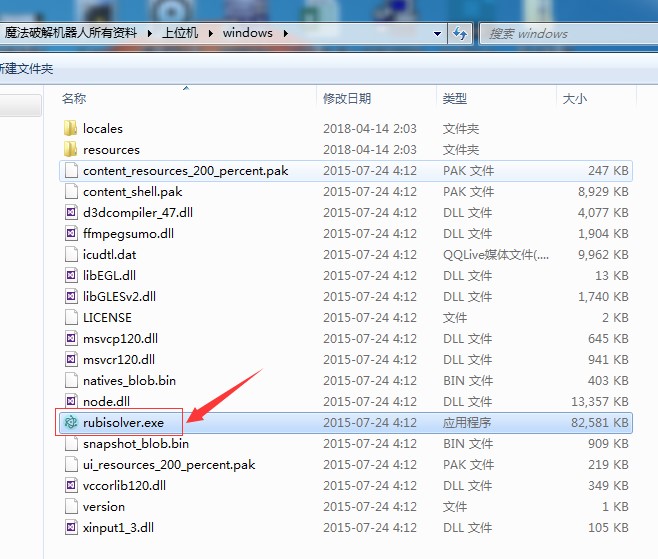 魔法破解机器人所有资料 ▸ 上位机 ▸ windows ▸ 搜索 windows
新建文件夹
名称 修改日期 类型 大小
locales 2018-04-14 2:03 文件夹
resources 2018-04-14 2:03 文件夹
content_resources_200_percent.pak 2015-07-24 4:12 PAK 文件 247 KB
content_shell.pak 2015-07-24 4:12 PAK 文件 8,929 KB
d3dcompiler_47.dll 2015-07-24 4:12 DLL 文件 4,077 KB
ffmpegsumo.dll 2015-07-24 4:12 DLL 文件 1,904 KB
icudtl.dat 2015-07-24 4:12 QQLive媒体文件(.... 9,962 KB
libEGL.dll 2015-07-24 4:12 DLL 文件 13 KB
libGLESv2.dll 2015-07-24 4:12 DLL 文件 1,740 KB
LICENSE 2015-07-24 4:12 文件 2 KB
msvcp120.dll 2015-07-24 4:12 DLL 文件 645 KB
msvcr120.dll 2015-07-24 4:12 DLL 文件 941 KB
natives_blob.bin 2015-07-24 4:12 BIN 文件 403 KB
node.dll 2015-07-24 4:12 DLL 文件 13,357 KB
rubisolver.exe 2015-07-24 4:12 应用程序 82,581 KB
snapshot_blob.bin 2015-07-24 4:12 BIN 文件 909 KB
ui_resources_200_percent.pak 2015-07-24 4:12 PAK 文件 219 KB
vccorlib120.dll 2015-07-24 4:12 DLL 文件 349 KB
version 2015-07-24 4:12 文件 1 KB
xinput1_3.dll 2015-07-24 4:12 DLL 文件 105 KB